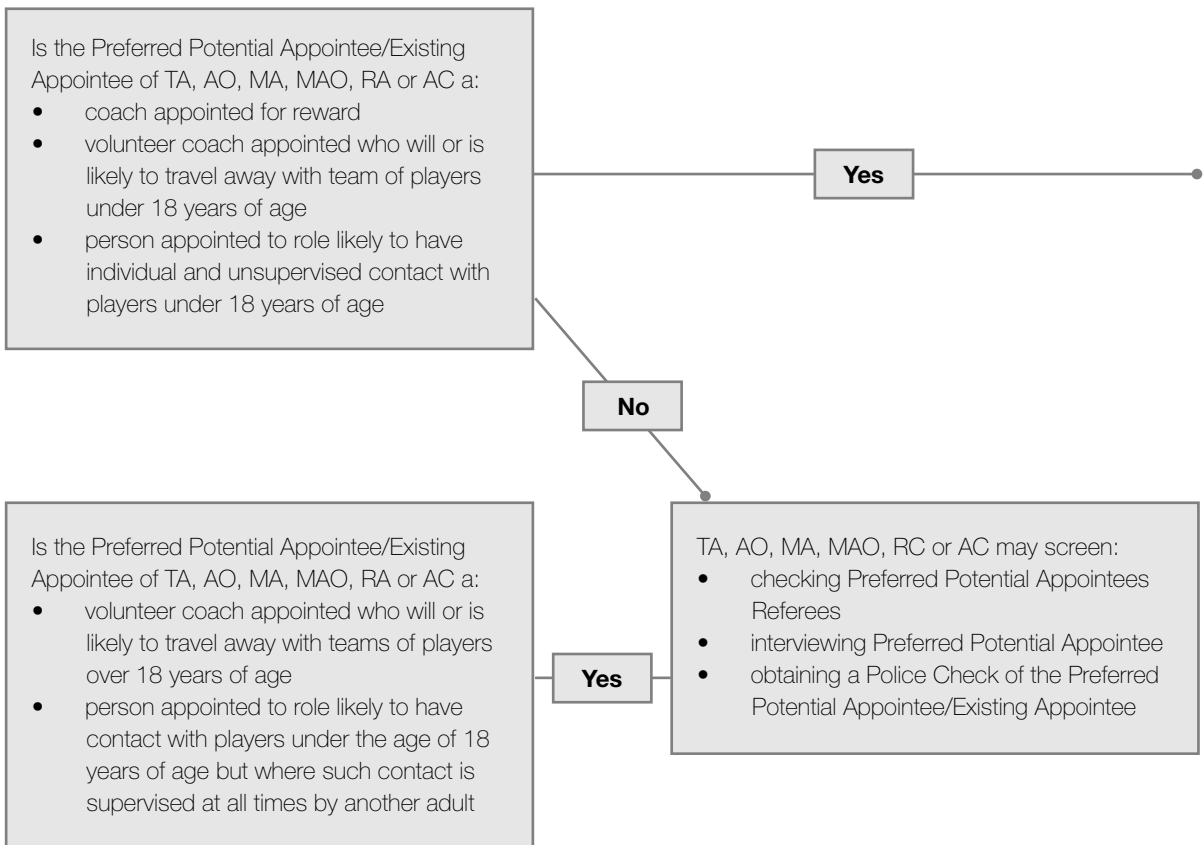 Is the Preferred Potential Appointee/Existing
Appointee of TA, AO, MA, MAO, RA or AC a:
• coach appointed for reward
• volunteer coach appointed who will or is
likely to travel away with team of players
under 18 years of age
• person appointed to role likely to have
individual and unsupervised contact with
players under 18 years of age
Yes
No
Is the Preferred Potential Appointee/Existing
Appointee of TA, AO, MA, MAO, RA or AC a:
• volunteer coach appointed who will or is
likely to travel away with teams of players
over 18 years of age
• person appointed to role likely to have
contact with players under the age of 18
years of age but where such contact is
supervised at all times by another adult
Yes
TA, AO, MA, MAO, RC or AC may screen:
• checking Preferred Potential Appointees
Referees
• interviewing Preferred Potential Appointee
• obtaining a Police Check of the Preferred
Potential Appointee/Existing Appointee